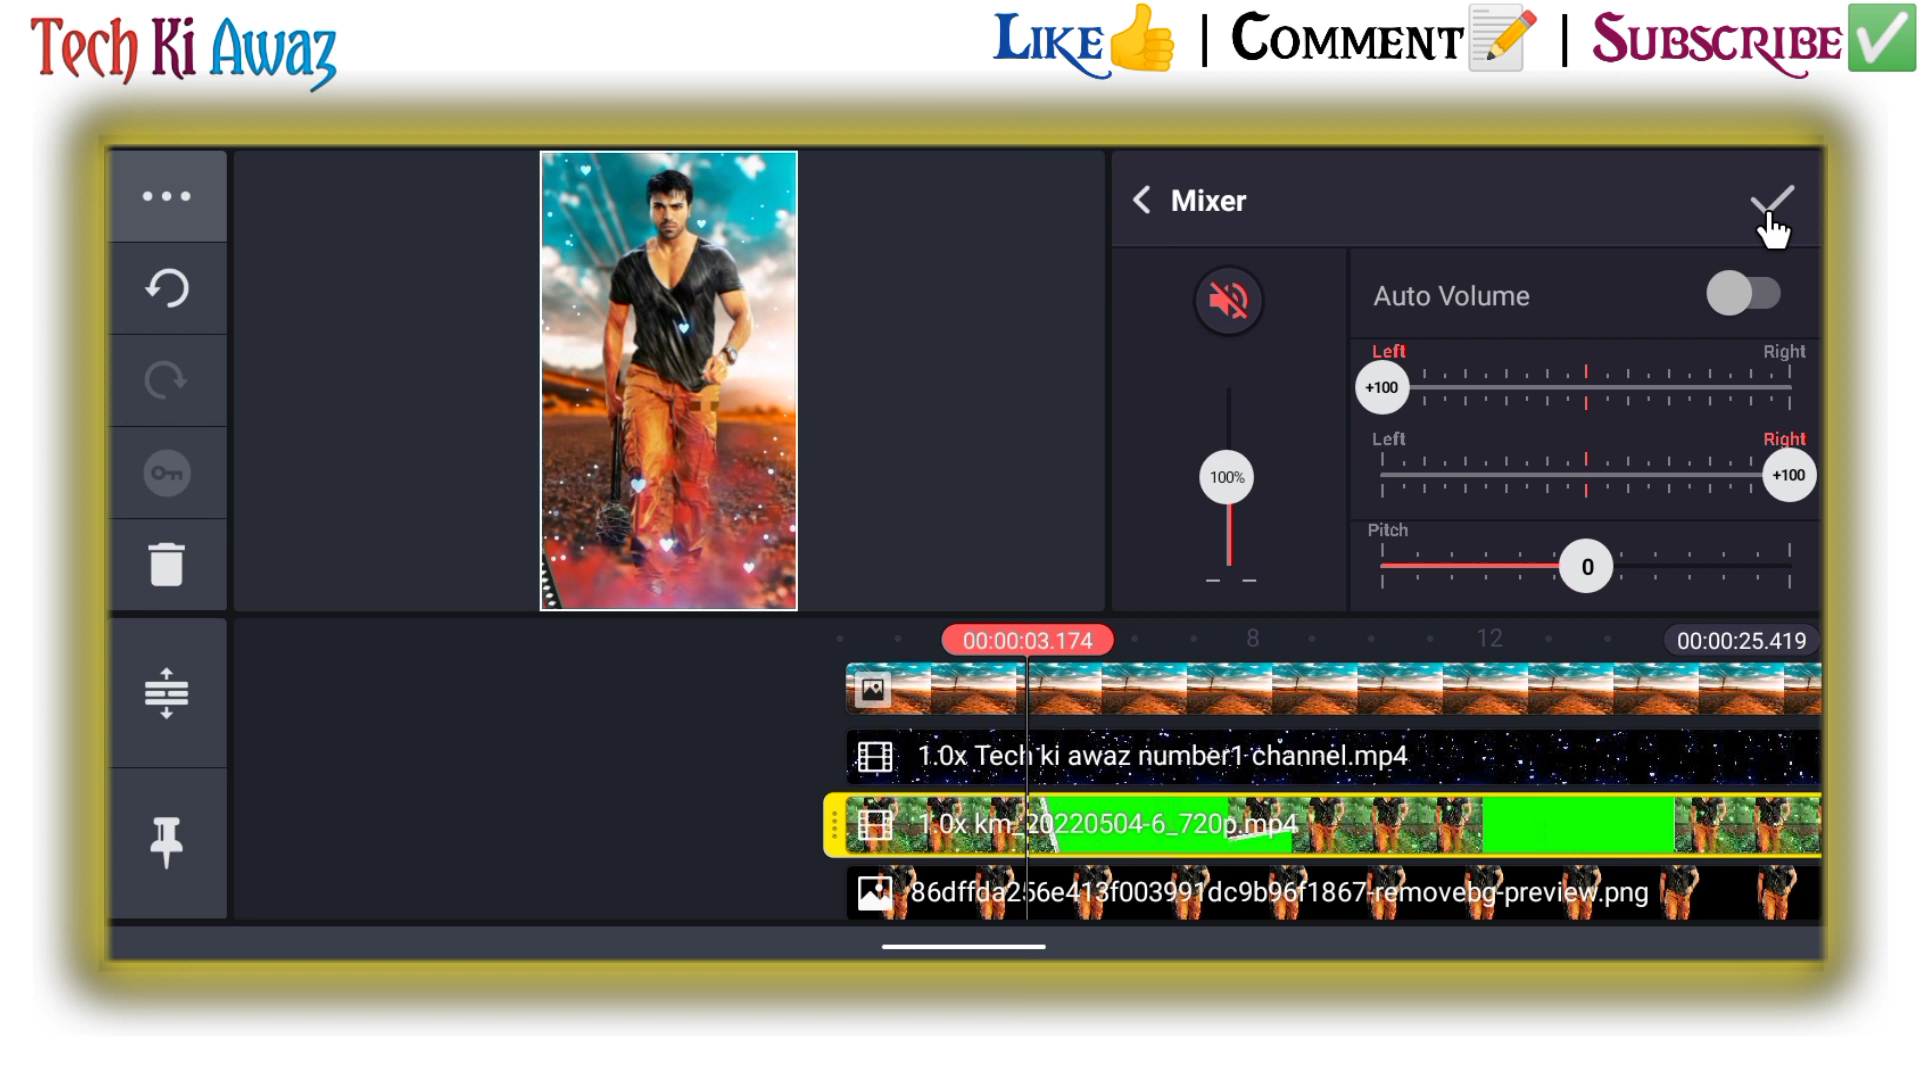 Tech Ki Awaz
LIKE👍 | COMMENT📝 | SUBSCRIBE✅
Mixer
Auto Volume
Left Right
+100
Left Right
+100
100%
Pitch
0
00:00:03.174 8 12 00:00:25.419
1.0x Tech ki awaz number1 channel.mp4
1.0x km_20220504-6_720p.mp4
86dffda256e413f003991dc9b96f1867-removebg-preview.png